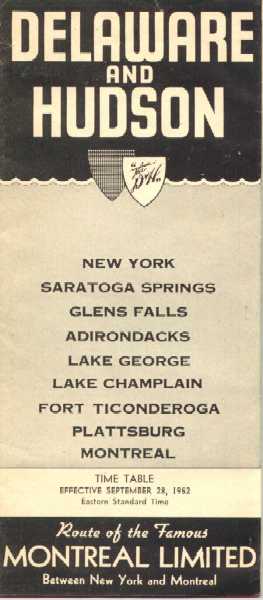 DELAWARE
AND
HUDSON
"The
D&H"
NEW YORK
SARATOGA SPRINGS
GLENS FALLS
ADIRONDACKS
LAKE GEORGE
LAKE CHAMPLAIN
FORT TICONDEROGA
PLATTSBURG
MONTREAL
TIME TABLE
EFFECTIVE SEPTEMBER 28, 1952
Eastern Standard Time
Route of the Famous
MONTREAL LIMITED
Between New York and Montreal